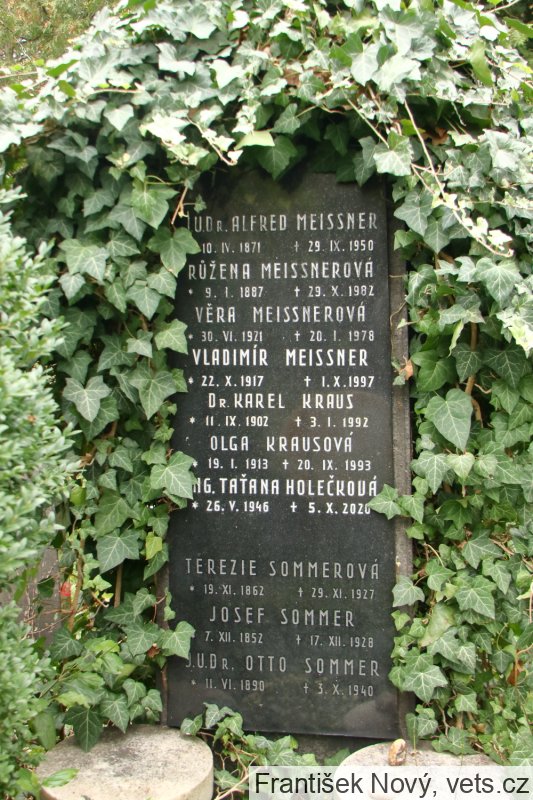 J.U.Dr. ALFRED MEISSNER
10. IV. 1871 ✝ 29. IX. 1950
RŮŽENA MEISSNEROVÁ
* 9. I. 1887 ✝ 29. X. 1982
VĚRA MEISSNEROVÁ
* 30. VI. 1921 ✝ 20. I. 1978
VLADIMÍR MEISSNER
* 22. X. 1917 ✝ 1. X. 1997
Dr. KAREL KRAUS
* 11. IX. 1902 ✝ 3. I. 1992
OLGA KRAUSOVÁ
* 19. I. 1913 ✝ 20. IX. 1993
ING. TAŤANA HOLEČKOVÁ
* 26. V. 1946 ✝ 5. X. 2020
TEREZIE SOMMEROVÁ
* 19. XI. 1862 ✝ 29. XI. 1927
JOSEF SOMMER
* 7. XII. 1852 ✝ 17. XII. 1928
J.U.Dr. OTTO SOMMER
* 11. VI. 1890 ✝ 3. X. 1940
František Nový, vets.cz